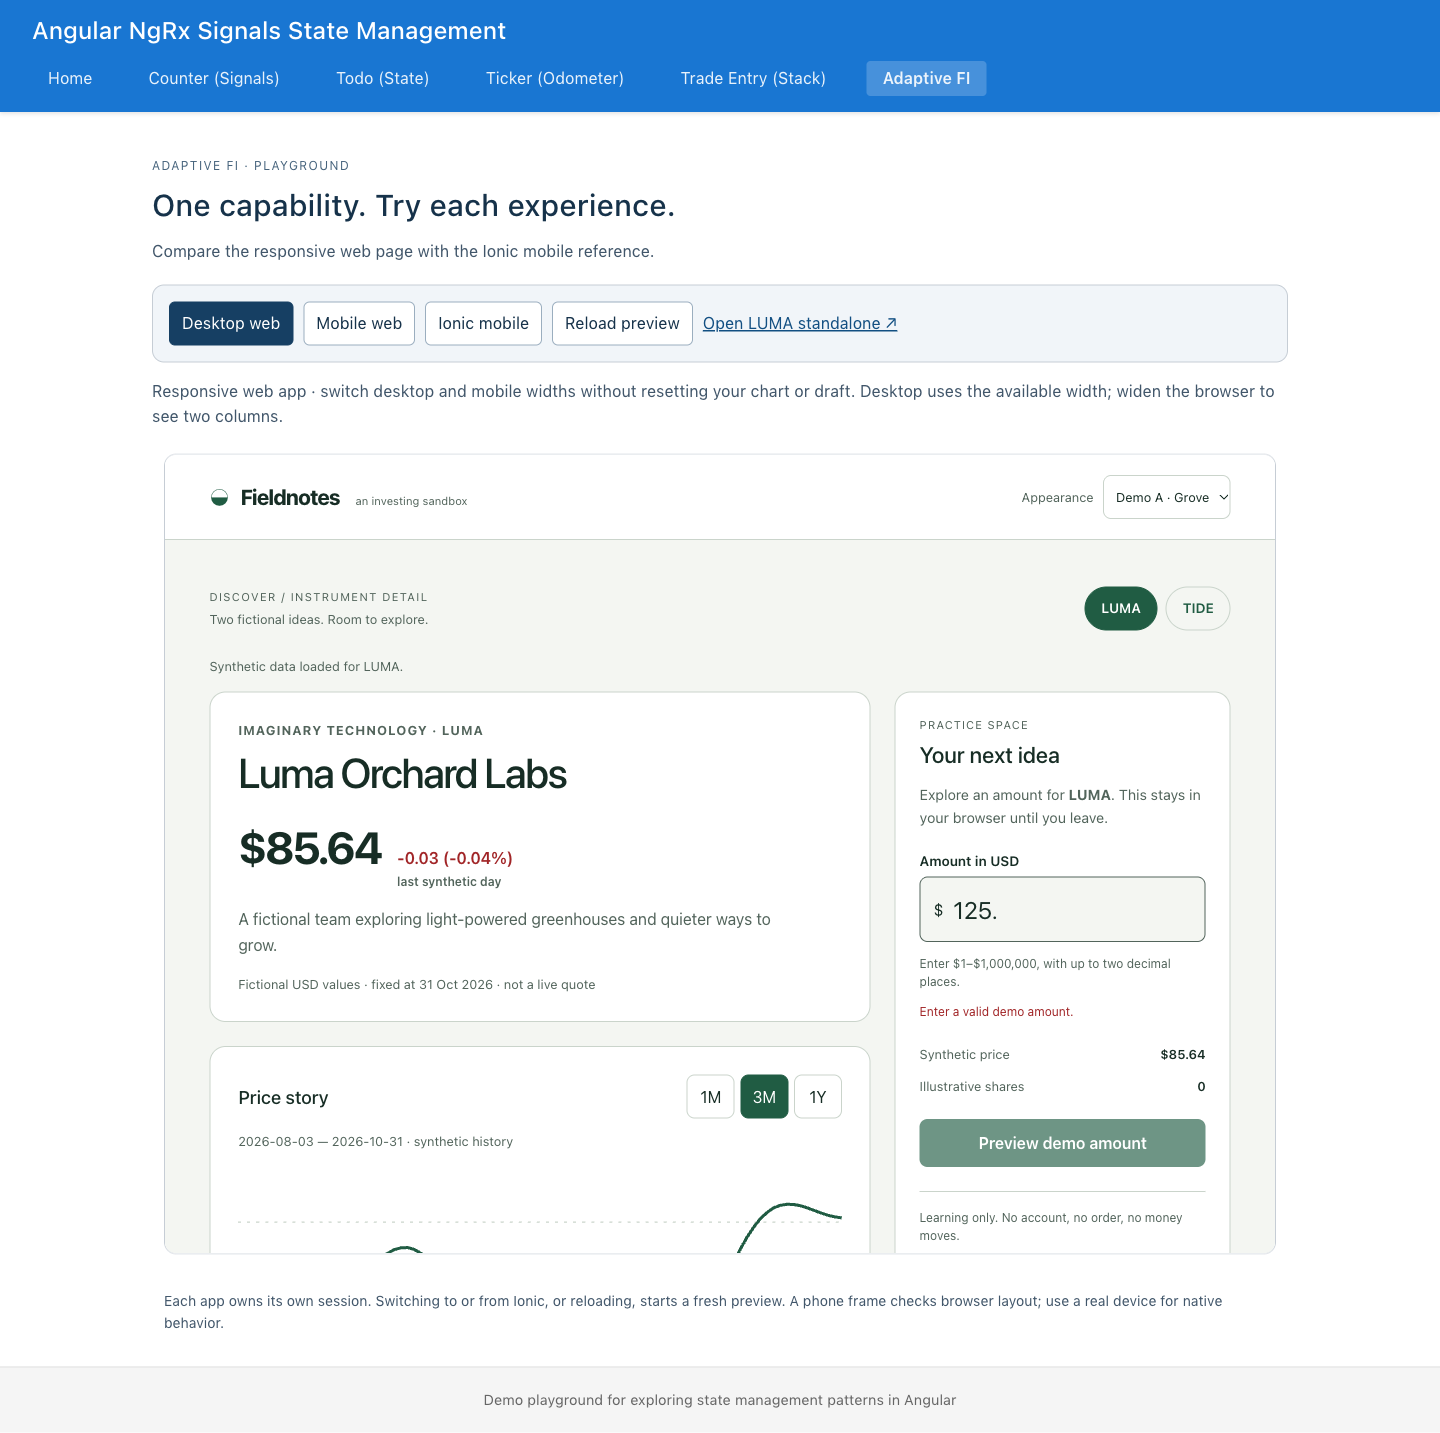 Angular NgRx Signals State Management
Home Counter (Signals) Todo (State) Ticker (Odometer) Trade Entry (Stack) Adaptive FI
ADAPTIVE FI · PLAYGROUND
One capability. Try each experience.
Compare the responsive web page with the Ionic mobile reference.
Desktop web Mobile web Ionic mobile Reload preview Open LUMA standalone ↗
Responsive web app · switch desktop and mobile widths without resetting your chart or draft. Desktop uses the available width; widen the browser to
see two columns.
Fieldnotes an investing sandbox Appearance Demo A · Grove
DISCOVER / INSTRUMENT DETAIL
Two fictional ideas. Room to explore.
LUMA TIDE
Synthetic data loaded for LUMA.
IMAGINARY TECHNOLOGY · LUMA
Luma Orchard Labs
$85.64 -0.03 (-0.04%)
last synthetic day
A fictional team exploring light-powered greenhouses and quieter ways to
grow.
Fictional USD values · fixed at 31 Oct 2026 · not a live quote
Price story 1M 3M 1Y
2026-08-03 — 2026-10-31 · synthetic history
PRACTICE SPACE
Your next idea
Explore an amount for LUMA. This stays in
your browser until you leave.
Amount in USD
$ 125.
Enter $1–$1,000,000, with up to two decimal
places.
Enter a valid demo amount.
Synthetic price $85.64
Illustrative shares 0
Preview demo amount
Learning only. No account, no order, no money
moves.
Each app owns its own session. Switching to or from Ionic, or reloading, starts a fresh preview. A phone frame checks browser layout; use a real device for native
behavior.
Demo playground for exploring state management patterns in Angular